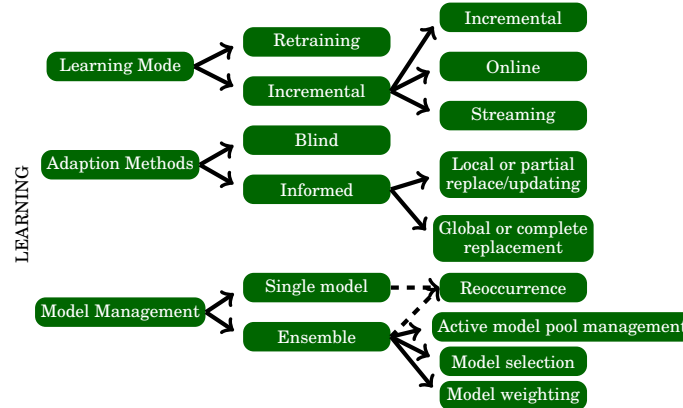 LEARNING
Learning Mode
Retraining
Incremental
Incremental
Online
Streaming
Adaption Methods
Blind
Informed
Local or partial
replace/updating
Global or complete
replacement
Model Management
Single model
Ensemble
Reoccurrence
Active model pool management
Model selection
Model weighting